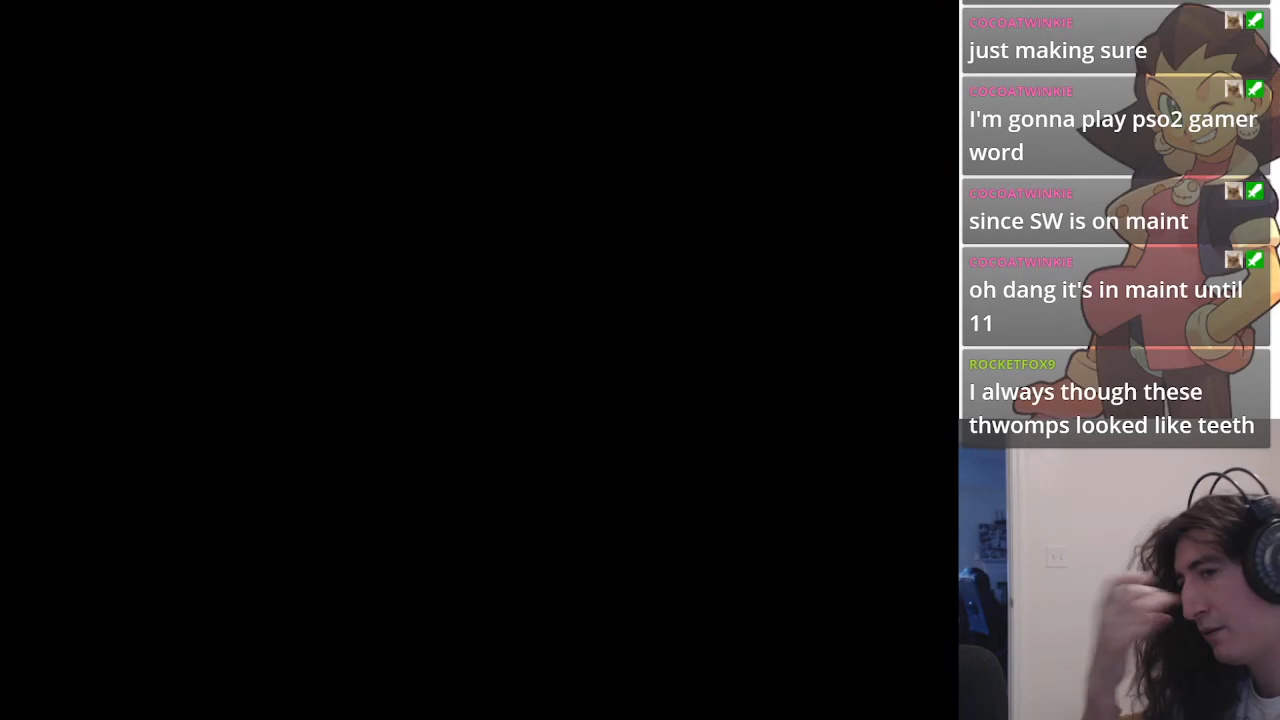 COCOATWINKIE
just making sure
COCOATWINKIE
I'm gonna play pso2 gamer
word
COCOATWINKIE
since SW is on maint
COCOATWINKIE
oh dang it's in maint until
11
ROCKETFOX9
I always though these
thwomps looked like teeth